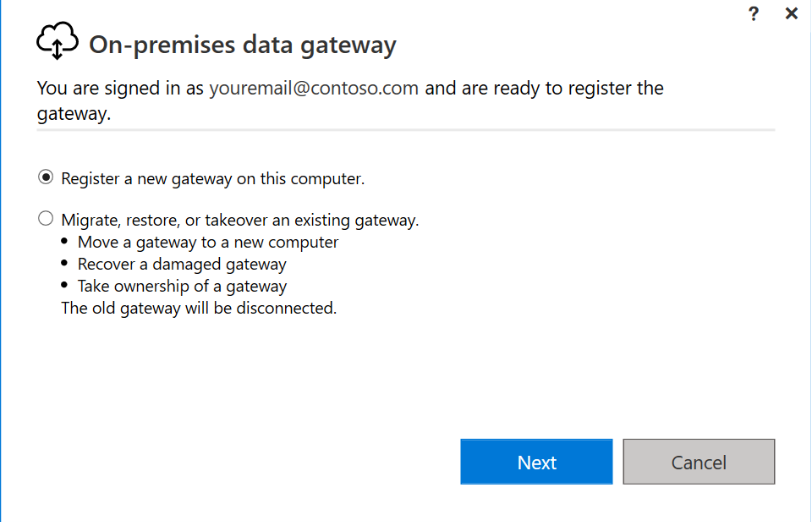 ? ×
On-premises data gateway
You are signed in as youremail@contoso.com and are ready to register the
gateway.
Register a new gateway on this computer.
Migrate, restore, or takeover an existing gateway.
• Move a gateway to a new computer
• Recover a damaged gateway
• Take ownership of a gateway
The old gateway will be disconnected.
Next Cancel